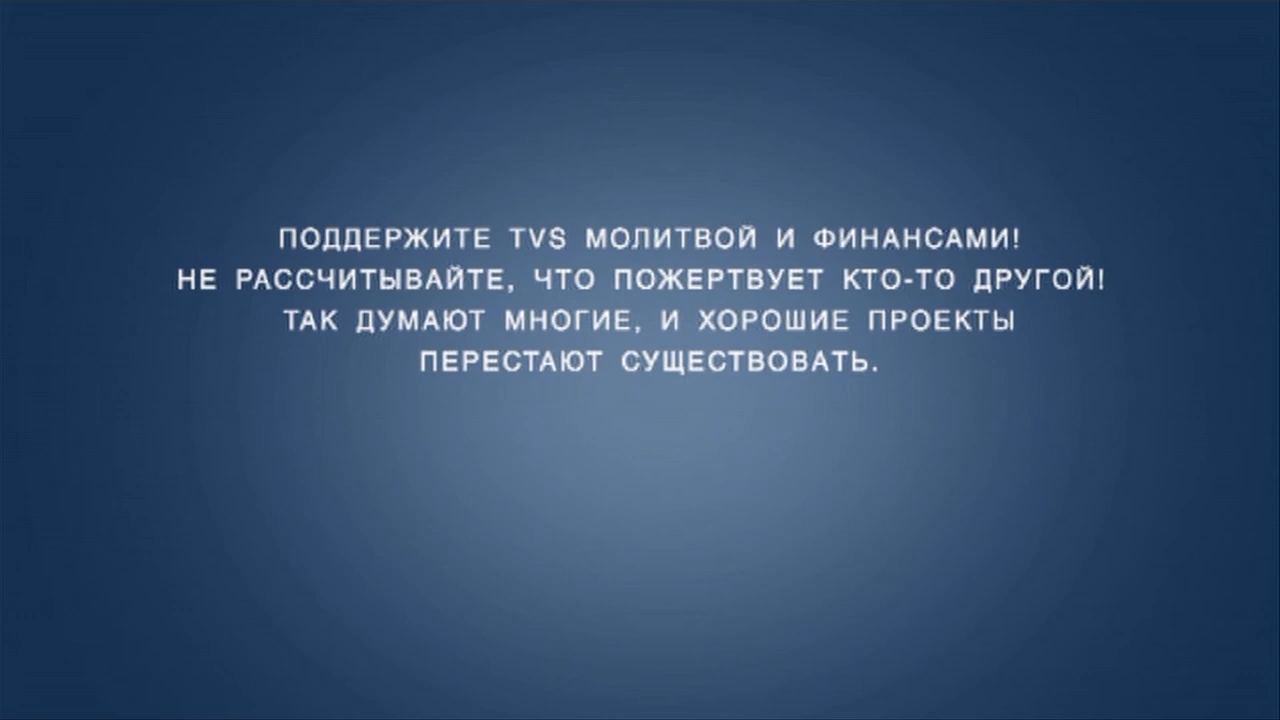 ПОДДЕРЖИТЕ TVS МОЛИТВОЙ И ФИНАНСАМИ!
НЕ РАССЧИТЫВАЙТЕ, ЧТО ПОЖЕРТВУЕТ КТО-ТО ДРУГОЙ!
ТАК ДУМАЮТ МНОГИЕ, И ХОРОШИЕ ПРОЕКТЫ
ПЕРЕСТАЮТ СУЩЕСТВОВАТЬ.